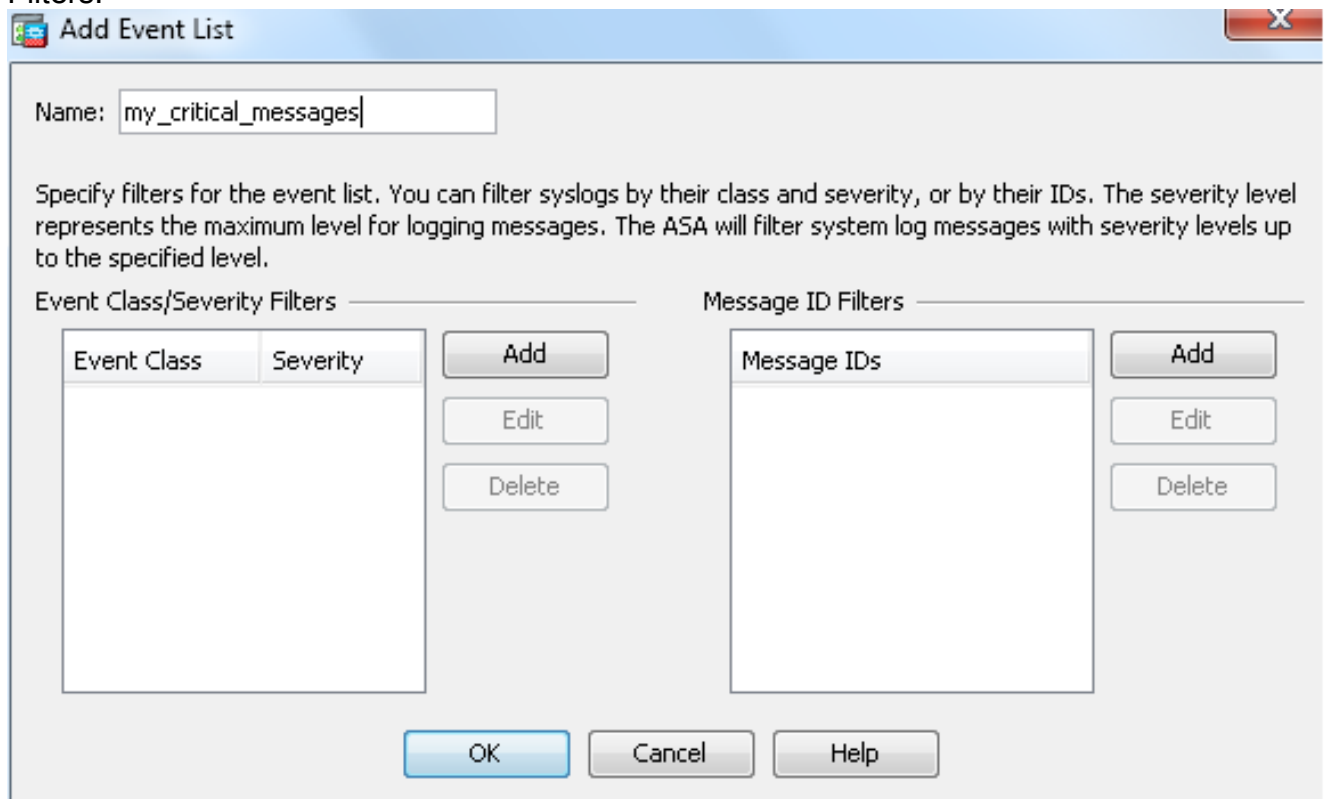 Filters.
Add Event List
Name: my_critical_messages
Specify filters for the event list. You can filter syslogs by their class and severity, or by their IDs. The severity level
represents the maximum level for logging messages. The ASA will filter system log messages with severity levels up
to the specified level.
Event Class/Severity Filters
Message ID Filters
Event Class Severity Add
Message IDs Add
Edit
Edit
Delete
Delete
OK Cancel Help